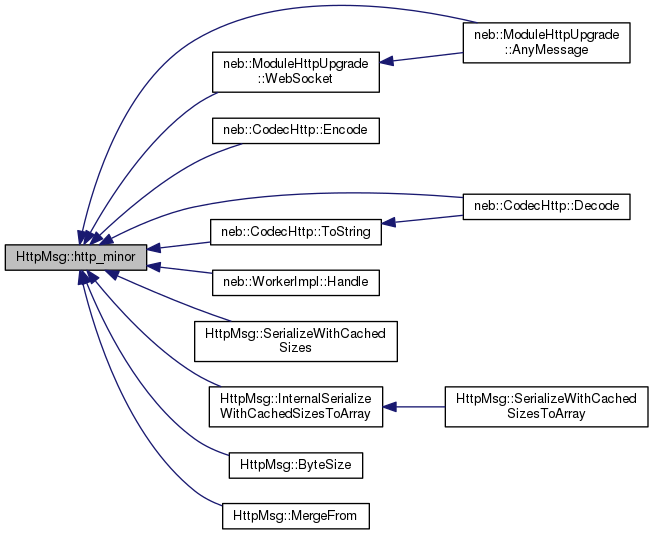 neb::ModuleHttpUpgrade
::AnyMessage
neb::ModuleHttpUpgrade
::WebSocket
neb::CodecHttp::Encode
neb::CodecHttp::Decode
neb::CodecHttp::ToString
HttpMsg::http_minor
neb::WorkerImpl::Handle
HttpMsg::SerializeWithCached
Sizes
HttpMsg::InternalSerialize
WithCachedSizesToArray
HttpMsg::SerializeWithCached
SizesToArray
HttpMsg::ByteSize
HttpMsg::MergeFrom